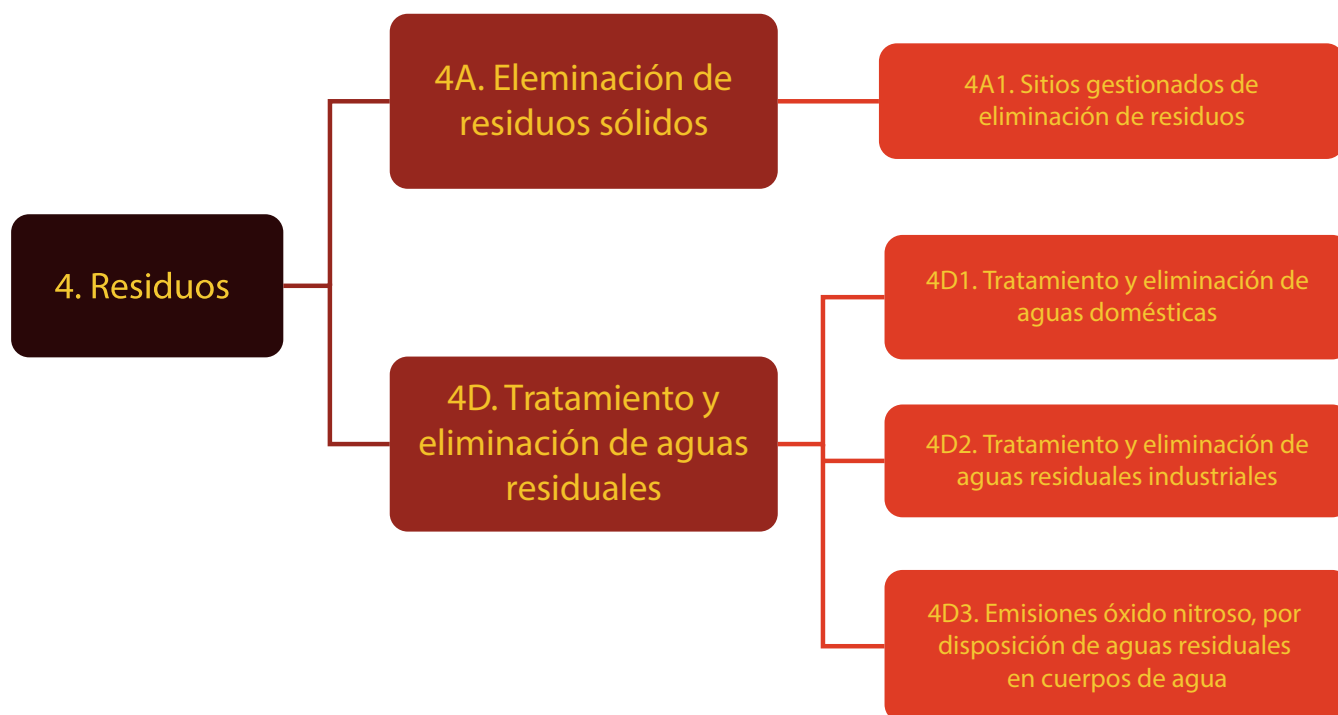 4. Residuos
4A. Eleminación de
residuos sólidos
4A1. Sitios gestionados de
eliminación de residuos
4D. Tratamiento y
eliminación de aguas
residuales
4D1. Tratamiento y eliminación de
aguas domésticas
4D2. Tratamiento y eliminación de
aguas residuales industriales
4D3. Emisiones óxido nitroso, por
disposición de aguas residuales
en cuerpos de agua